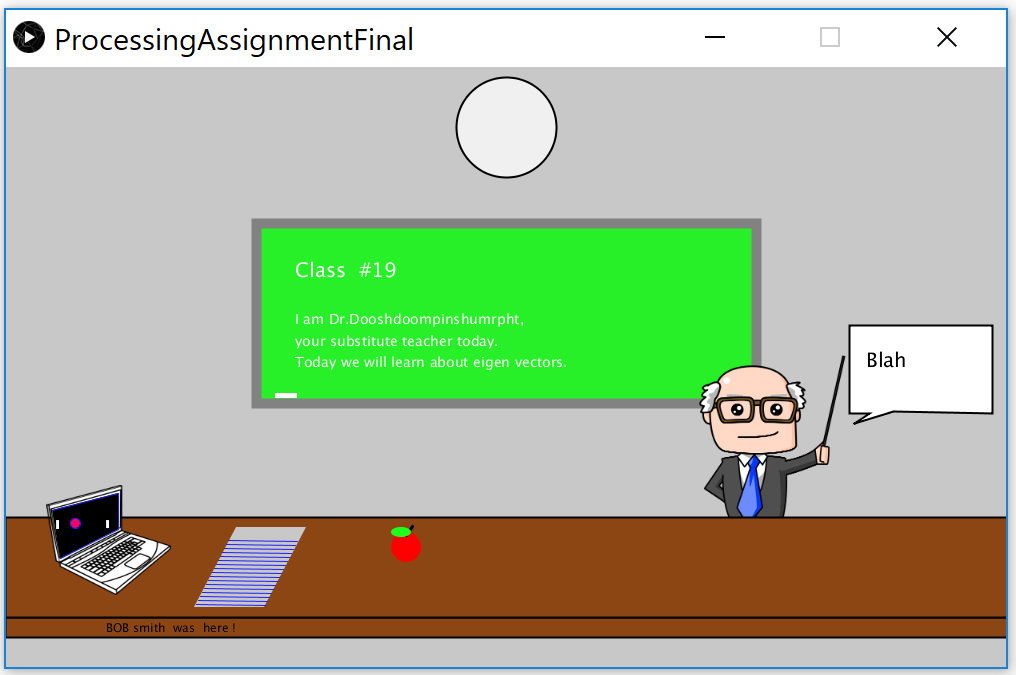 ProcessingAssignmentFinal
Class #19
I am Dr.Dooshdoompinshumrpht,
your substitute teacher today.
Today we will learn about eigen vectors.
Blah
BOB smith was here !